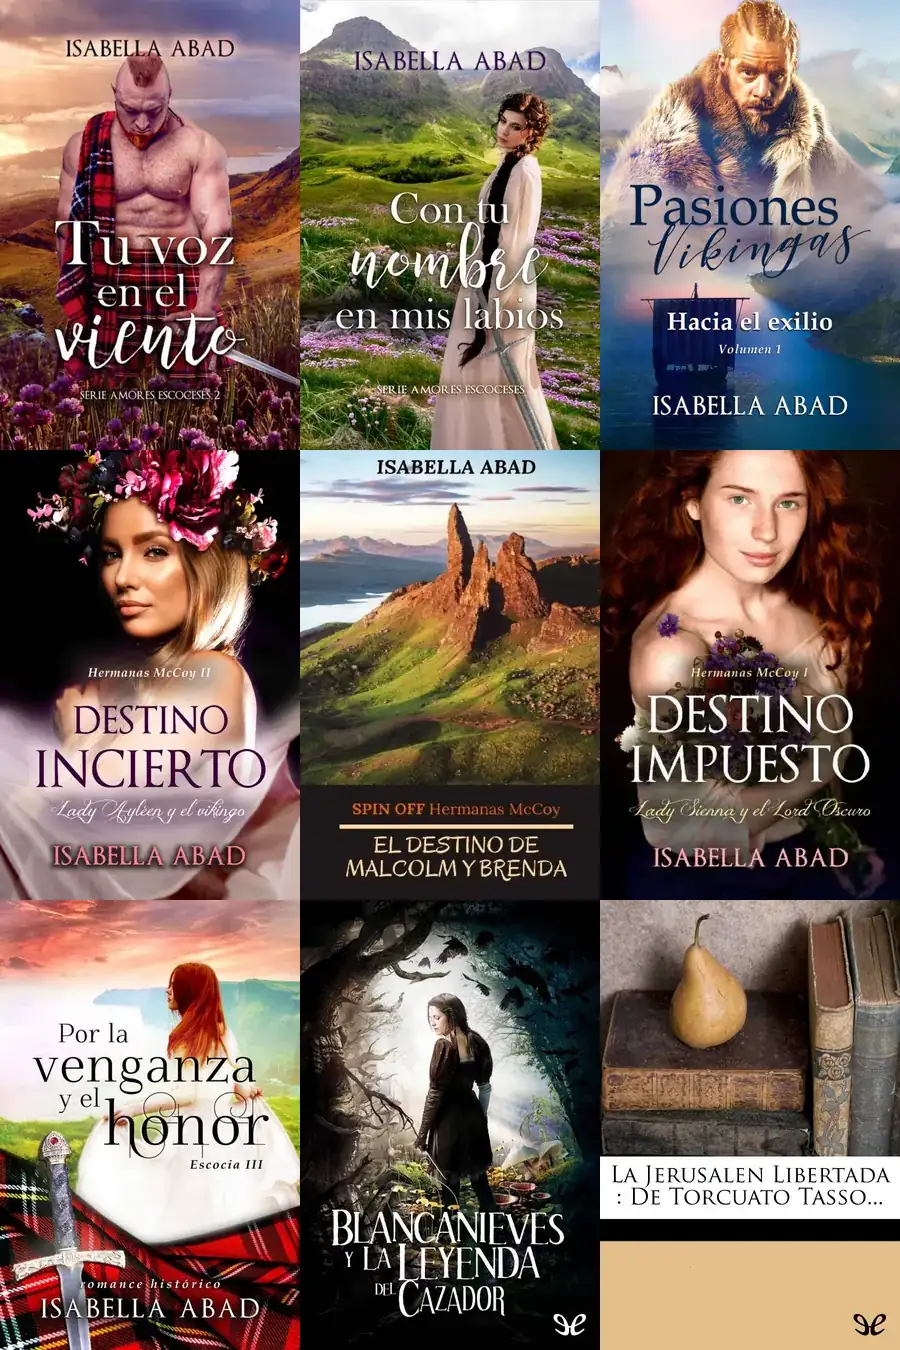 ISABELLA ABAD
Tu voz
en el
viento
SERIE AMORES ESCOCESES 2
ISABELLA ABAD
Con tu
nombre
en mis labios
SERIE AMORES ESCOCESES
Pasiones
Vikingas
Hacia el exilio
Volumen 1
ISABELLA ABAD
Hermanas McCoy II
DESTINO
INCIERTO
Lady Ayleen y el vikingo
ISABELLA ABAD
ISABELLA ABAD
SPIN OFF Hermanas McCoy
EL DESTINO DE
MALCOLM Y BRENDA
Hermanas McCoy I
DESTINO
IMPUESTO
Lady Sienna y el Lord Oscuro
ISABELLA ABAD
Por la
venganza
y el
honor
Escocia III
romance histórico
ISABELLA ABAD
BLANCANIEVES
Y LA LEYENDA
DEL CAZADOR
LA JERUSALEN LIBERTADA
: DE TORCUATO TASSO...